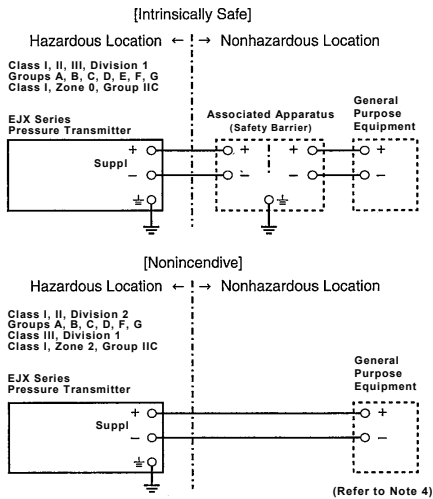 [Intrinsically Safe]
Hazardous Location ← → Nonhazardous Location
Class I, II, III, Division 1
Groups A, B, C, D, E, F, G
Class I, Zone 0, Group IIC
EJX Series
Pressure Transmitter
Associated Apparatus
(Safety Barrier)
General
Purpose
Equipment
+ + + +
Suppl
− − − −
[Nonincendive]
Hazardous Location ← → Nonhazardous Location
Class I, II, Division 2
Groups A, B, C, D, F, G
Class III, Division 1
Class I, Zone 2, Group IIC
EJX Series
Pressure Transmitter
General
Purpose
Equipment
+ +
Suppl
− −
(Refer to Note 4)